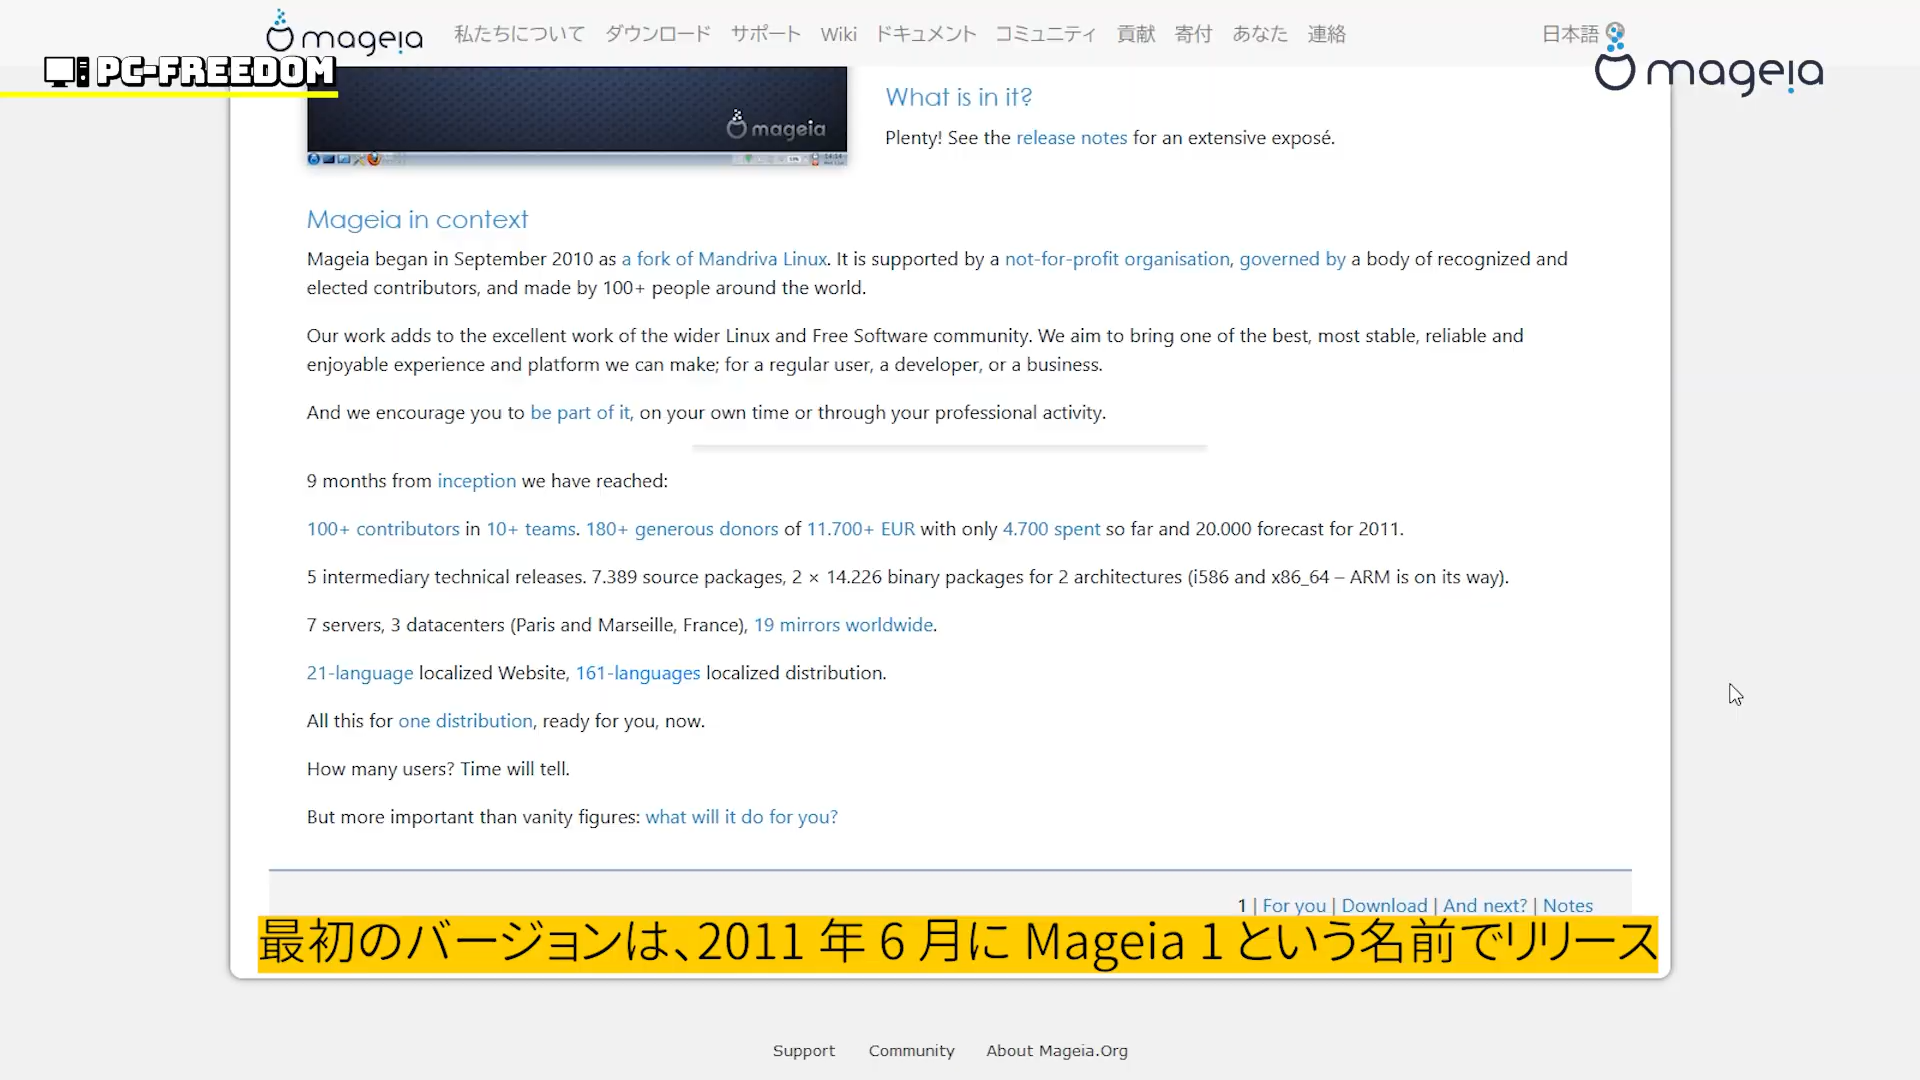 mageia 私たちについて ダウンロード サポート Wiki ドキュメント コミュニティ 貢献 寄付 あなた 連絡 日本語
PC-FREEDOM
mageia
mageia
What is in it?
Plenty! See the release notes for an extensive exposé.
Mageia in context
Mageia began in September 2010 as a fork of Mandriva Linux. It is supported by a not-for-profit organisation, governed by a body of recognized and
elected contributors, and made by 100+ people around the world.
Our work adds to the excellent work of the wider Linux and Free Software community. We aim to bring one of the best, most stable, reliable and
enjoyable experience and platform we can make; for a regular user, a developer, or a business.
And we encourage you to be part of it, on your own time or through your professional activity.
9 months from inception we have reached:
100+ contributors in 10+ teams. 180+ generous donors of 11.700+ EUR with only 4.700 spent so far and 20.000 forecast for 2011.
5 intermediary technical releases. 7.389 source packages, 2 × 14.226 binary packages for 2 architectures (i586 and x86_64 – ARM is on its way).
7 servers, 3 datacenters (Paris and Marseille, France), 19 mirrors worldwide.
21-language localized Website, 161-languages localized distribution.
All this for one distribution, ready for you, now.
How many users? Time will tell.
But more important than vanity figures: what will it do for you?
1 | For you | Download | And next? | Notes
最初のバージョンは、2011 年 6 月に Mageia 1 という名前でリリース
Support Community About Mageia.Org